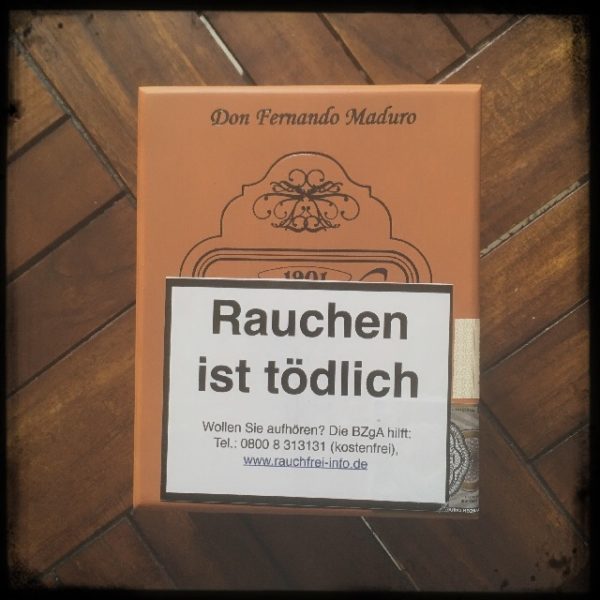 Don Fernando Maduro
1901
Rauchen
ist tödlich
Wollen Sie aufhören? Die BZgA hilft:
Tel.: 0800 8 313131 (kostenfrei),
www.rauchfrei-info.de